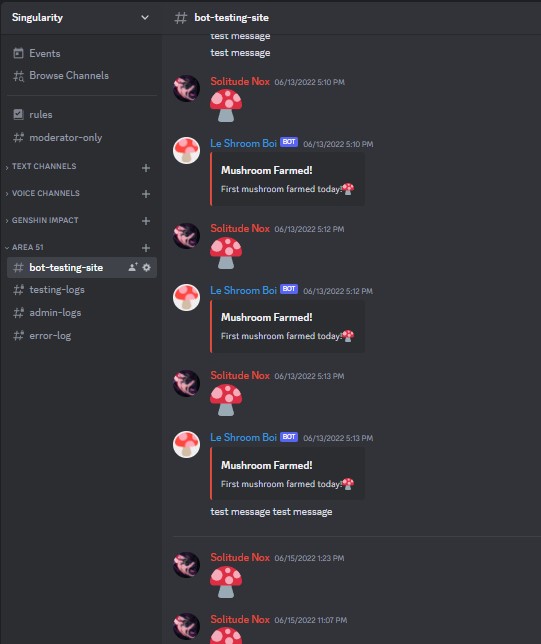 Singularity
Events
Browse Channels
rules
moderator-only
TEXT CHANNELS
VOICE CHANNELS
GENSHIN IMPACT
AREA 51
bot-testing-site
testing-logs
admin-logs
error-log
bot-testing-site
test message
test message
Solitude Nox 06/13/2022 5:10 PM
Le Shroom Boi BOT 06/13/2022 5:10 PM
Mushroom Farmed!
First mushroom farmed today!
Solitude Nox 06/13/2022 5:12 PM
Le Shroom Boi BOT 06/13/2022 5:12 PM
Mushroom Farmed!
First mushroom farmed today!
Solitude Nox 06/13/2022 5:13 PM
Le Shroom Boi BOT 06/13/2022 5:13 PM
Mushroom Farmed!
First mushroom farmed today!
test message test message
Solitude Nox 06/15/2022 1:23 PM
Solitude Nox 06/15/2022 11:07 PM